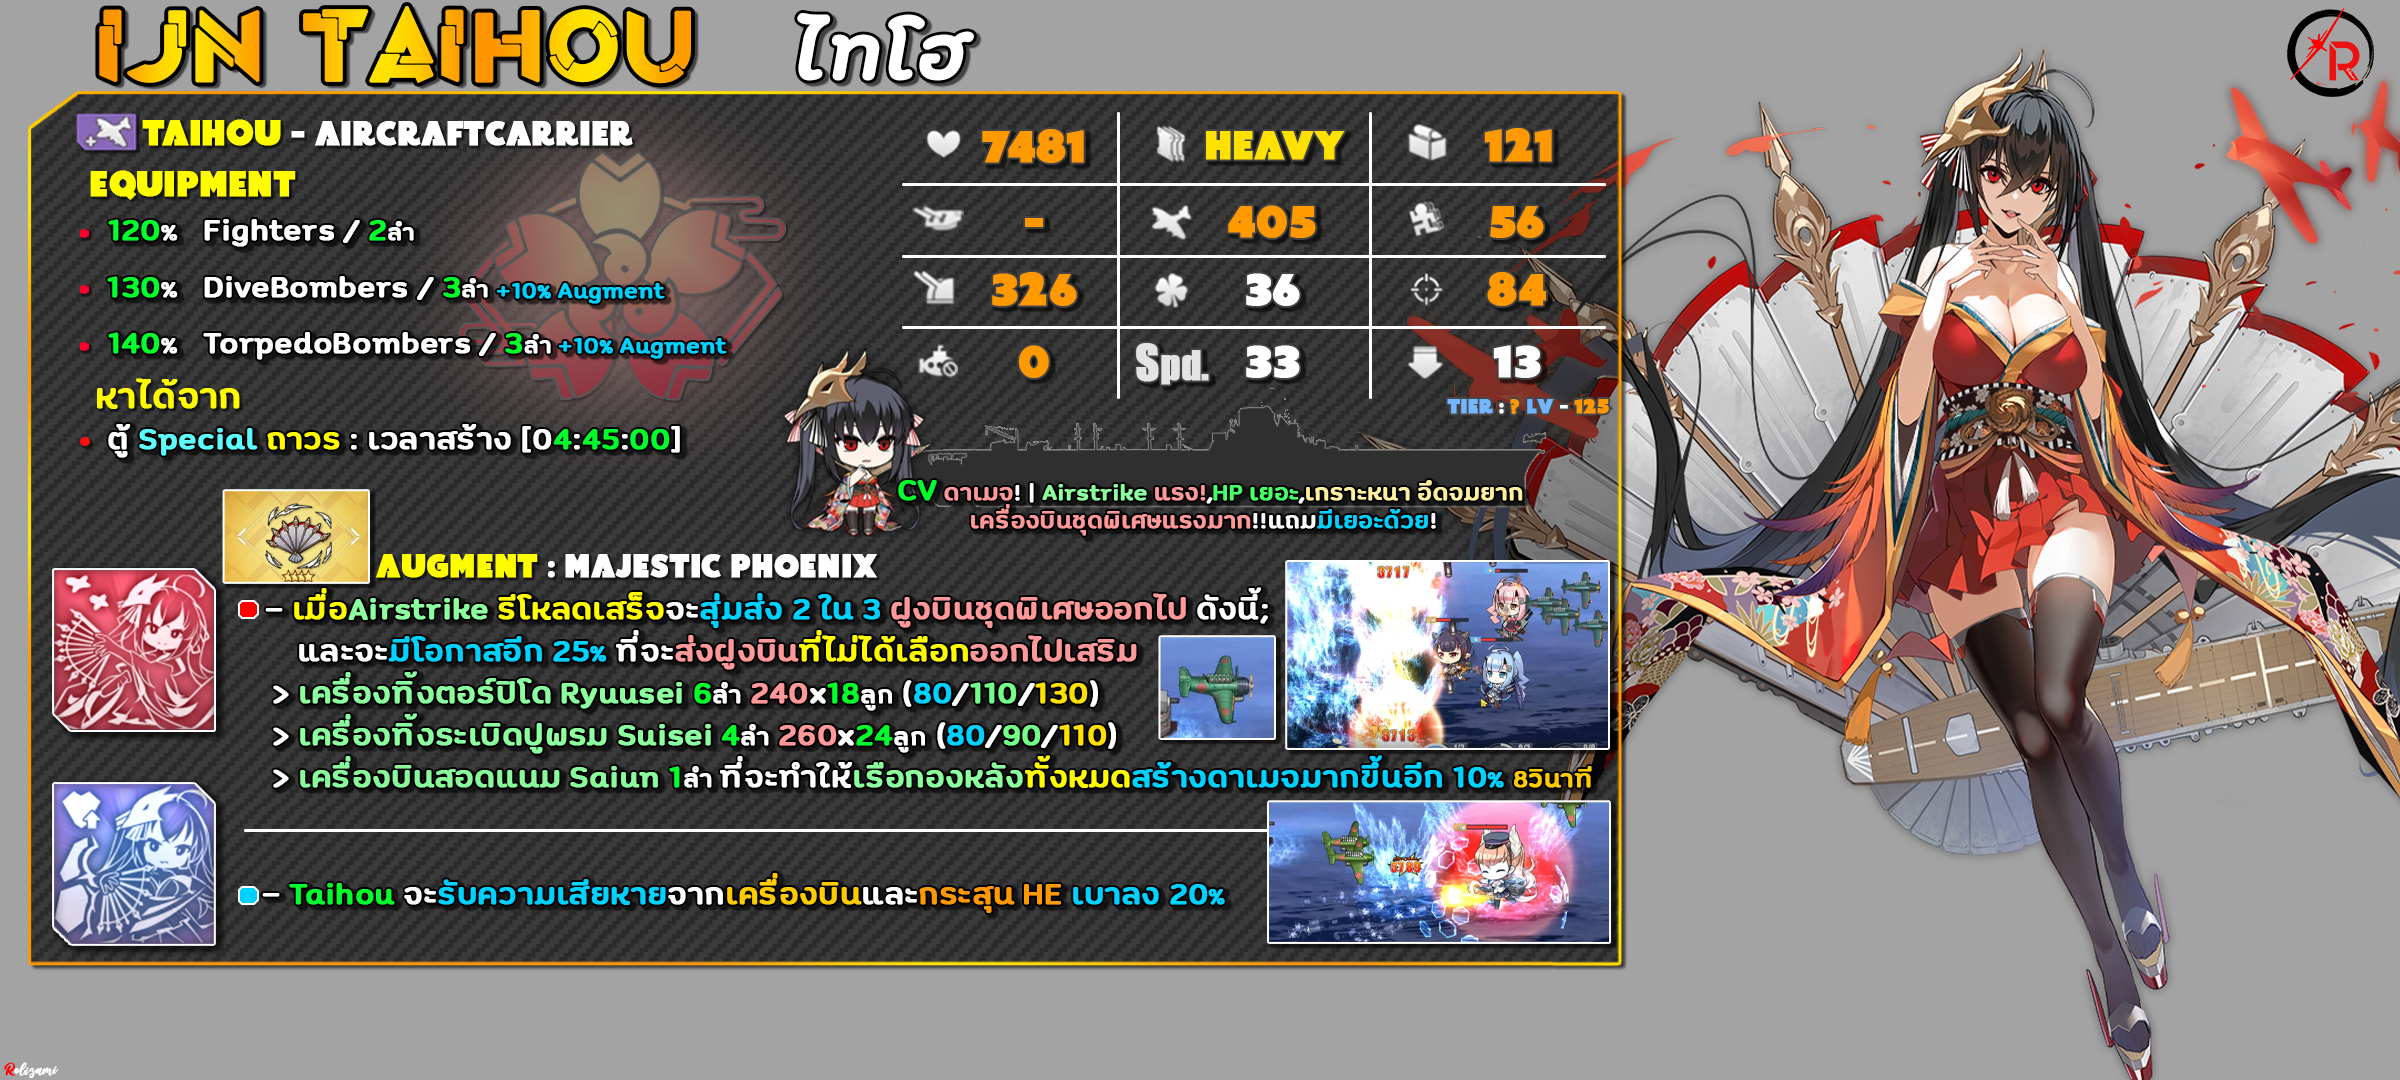 IJN TAIHOU ไทโฮ
R
TAIHOU - AIRCRAFTCARRIER
EQUIPMENT
• 120% Fighters / 2ลำ
• 130% DiveBombers / 3ลำ +10% Augment
• 140% TorpedoBombers / 3ลำ +10% Augment
หาได้จาก
• ตู้ Special ถาวร : เวลาสร้าง [04:45:00]
7481 HEAVY 121
- 405 56
326 36 84
0 Spd. 33 13
TIER : ? LV - 125
CV ดาเมจ! | Airstrike แรง!,HP เยอะ,เกราะหนา อึดจมยาก
เครื่องบินชุดพิเศษแรงมาก!!แถมมีเยอะด้วย!
AUGMENT : MAJESTIC PHOENIX
- เมื่อAirstrike รีโหลดเสร็จจะสุ่มส่ง 2 ใน 3 ฝูงบินชุดพิเศษออกไป ดังนี้;
และจะมีโอกาสอีก 25% ที่จะส่งฝูงบินที่ไม่ได้เลือกออกไปเสริม
> เครื่องทิ้งตอร์ปิโด Ryuusei 6ลำ 240x18ลูก (80/110/130)
> เครื่องทิ้งระเบิดปูพรม Suisei 4ลำ 260x24ลูก (80/90/110)
> เครื่องบินสอดแนม Saiun 1ลำ ที่จะทำให้เรือกองหลังทั้งหมดสร้างดาเมจมากขึ้นอีก 10% 8วินาที
3717
3713
- Taihou จะรับความเสียหายจากเครื่องบินและกระสุน HE เบาลง 20%
Rolizami